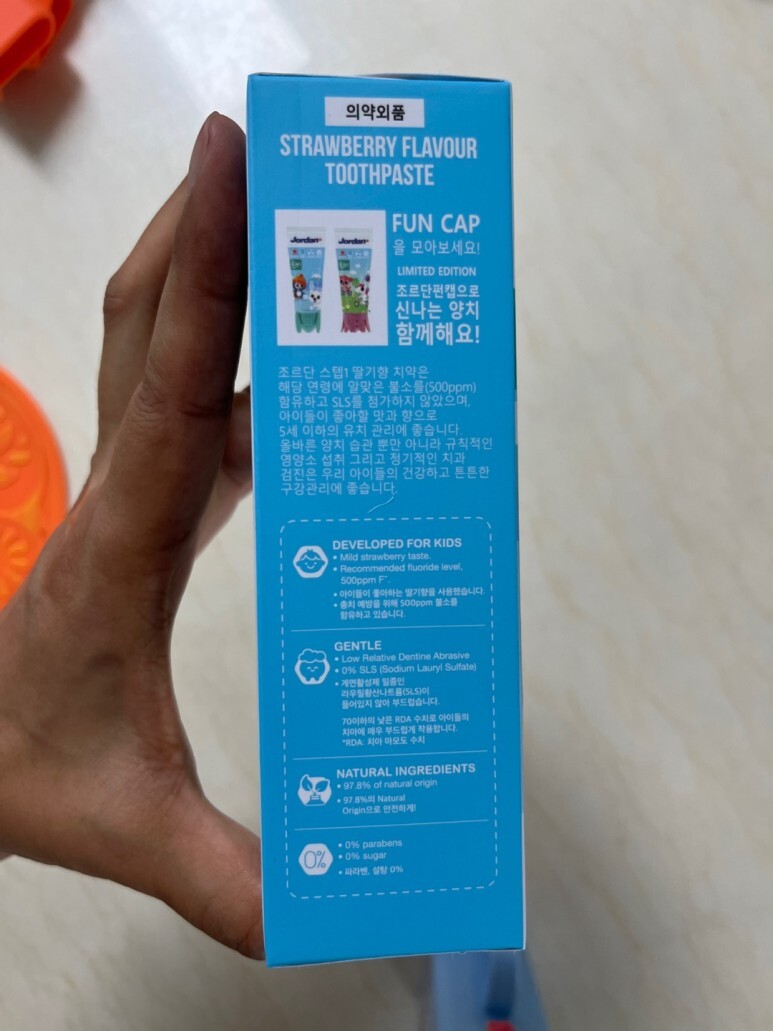 의약외품
STRAWBERRY FLAVOUR
TOOTHPASTE
Jordan*
Jordan*
FUN CAP
을 모아보세요!
LIMITED EDITION
조르단펀캡으로
신나는 양치
함께해요!
조르단 스텝1 딸기향 치약은
해당 연령에 알맞은 불소를(500ppm)
함유하고 SLS를 첨가하지 않았으며,
아이들이 좋아할 맛과 향으로
5세 이하의 유치 관리에 좋습니다.
올바른 양치 습관 뿐만 아니라 규칙적인
영양소 섭취 그리고 정기적인 치과
검진은 우리 아이들의 건강하고 튼튼한
구강관리에 좋습니다.
DEVELOPED FOR KIDS
• Mild strawberry taste.
• Recommended fluoride level,
500ppm F⁻.
• 아이들이 좋아하는 딸기향을 사용했습니다.
• 충치 예방을 위해 500ppm 불소를
함유하고 있습니다.
GENTLE
• Low Relative Dentine Abrasive
• 0% SLS (Sodium Lauryl Sulfate)
• 계면활성제 일종인
라우릴황산나트륨(SLS)이
들어있지 않아 부드럽습니다.
70이하의 낮은 RDA 수치로 아이들의
치아에 매우 부드럽게 작용합니다.
*RDA: 치아 마모도 수치
NATURAL INGREDIENTS
• 97.8% of natural origin
• 97.8%의 Natural
Origin으로 안전하게!
0%
• 0% parabens
• 0% sugar
• 파라벤, 설탕 0%